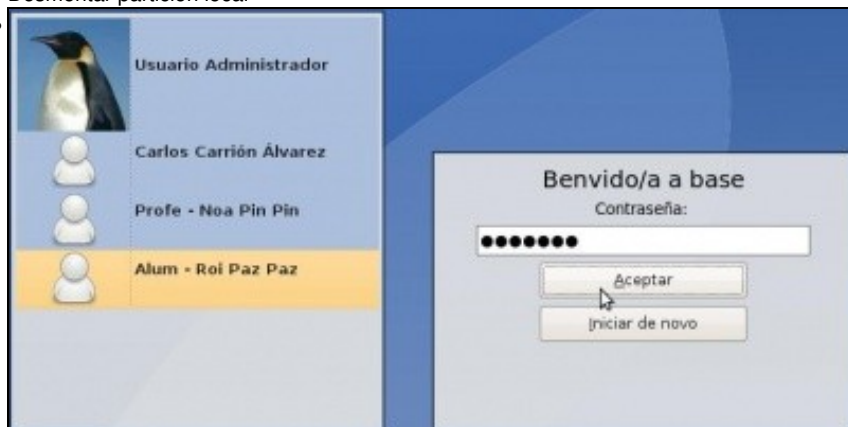 Desmontar partición local
Usuario Administrador
Carlos Carrión Álvarez
Profe - Noa Pin Pin
Alum - Roi Paz Paz
Benvido/a a base
Contraseña:
Aceptar
Iniciar de novo